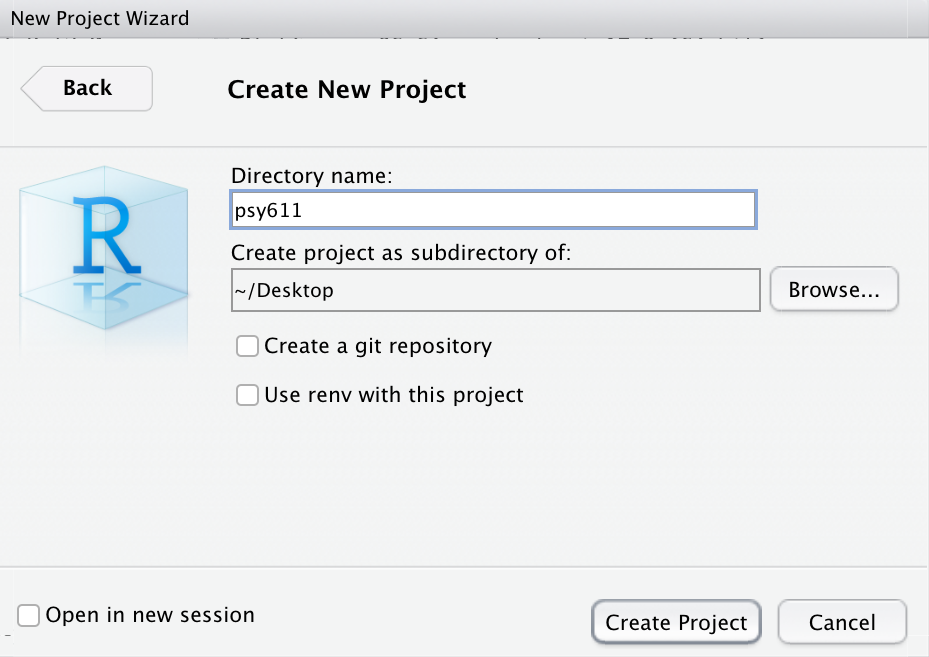 New Project Wizard
Back
Create New Project
R
Directory name:
psy611
Create project as subdirectory of:
~/Desktop
Browse...
Create a git repository
Use renv with this project
Open in new session
Create Project
Cancel